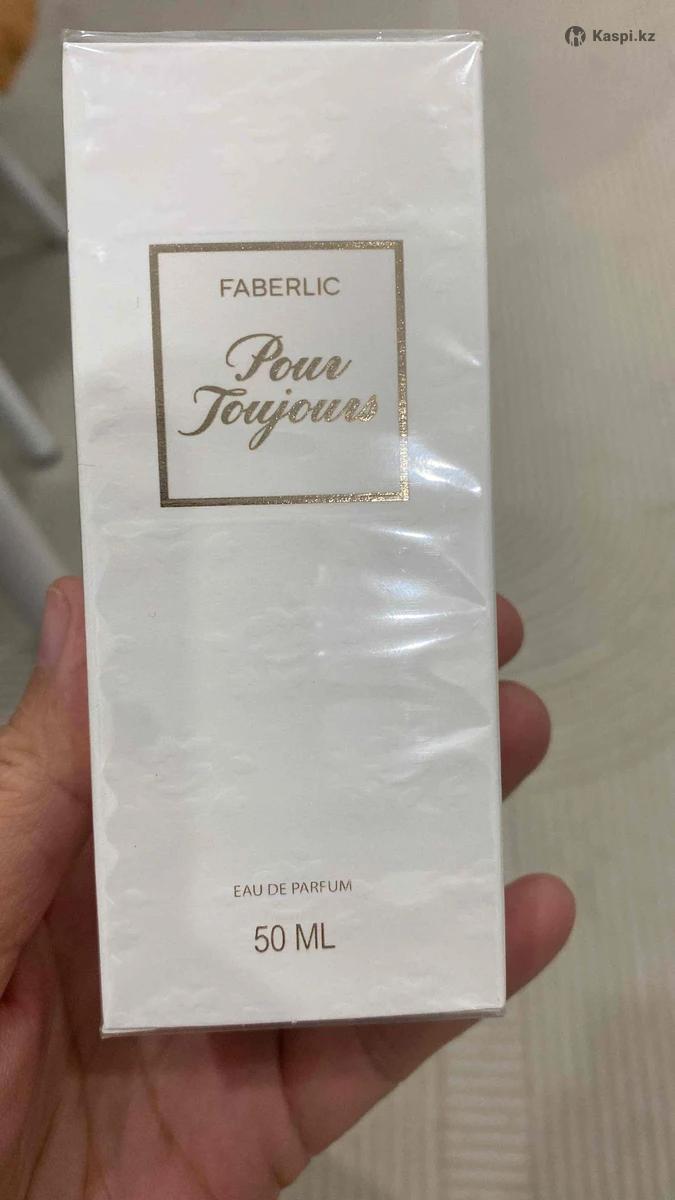 Kaspi.kz
FABERLIC
Pour
Toujours
EAU DE PARFUM
50 ML